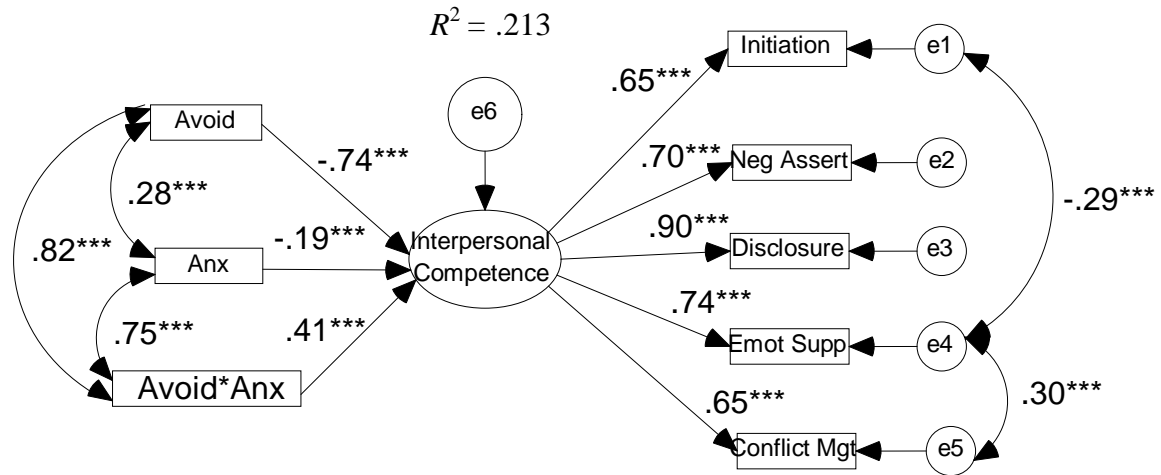 R² = .213
Initiation
e1
.65***
e6
Avoid
-.74***
.70***
Neg Assert
e2
-.29***
.28***
.82***
-.19***
Interpersonal
Competence
.90***
Disclosure
e3
Anx
.74***
.75***
.41***
Emot Supp
e4
Avoid*Anx
.65***
.30***
Conflict Mgt
e5